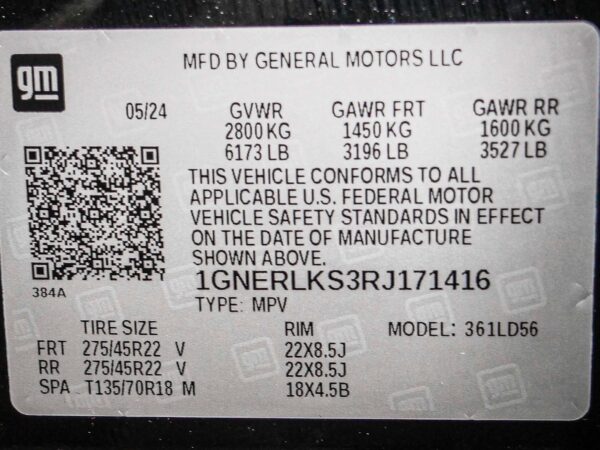 gm
MFD BY GENERAL MOTORS LLC
05/24 GVWR GAWR FRT GAWR RR
2800 KG 1450 KG 1600 KG
6173 LB 3196 LB 3527 LB
THIS VEHICLE CONFORMS TO ALL
APPLICABLE U.S. FEDERAL MOTOR
VEHICLE SAFETY STANDARDS IN EFFECT
ON THE DATE OF MANUFACTURE
SHOWN ABOVE.
384A
1GNERLKS3RJ171416
TYPE: MPV
TIRE SIZE RIM MODEL: 361LD56
FRT 275/45R22 V 22X8.5J
RR 275/45R22 V 22X8.5J
SPA T135/70R18 M 18X4.5B